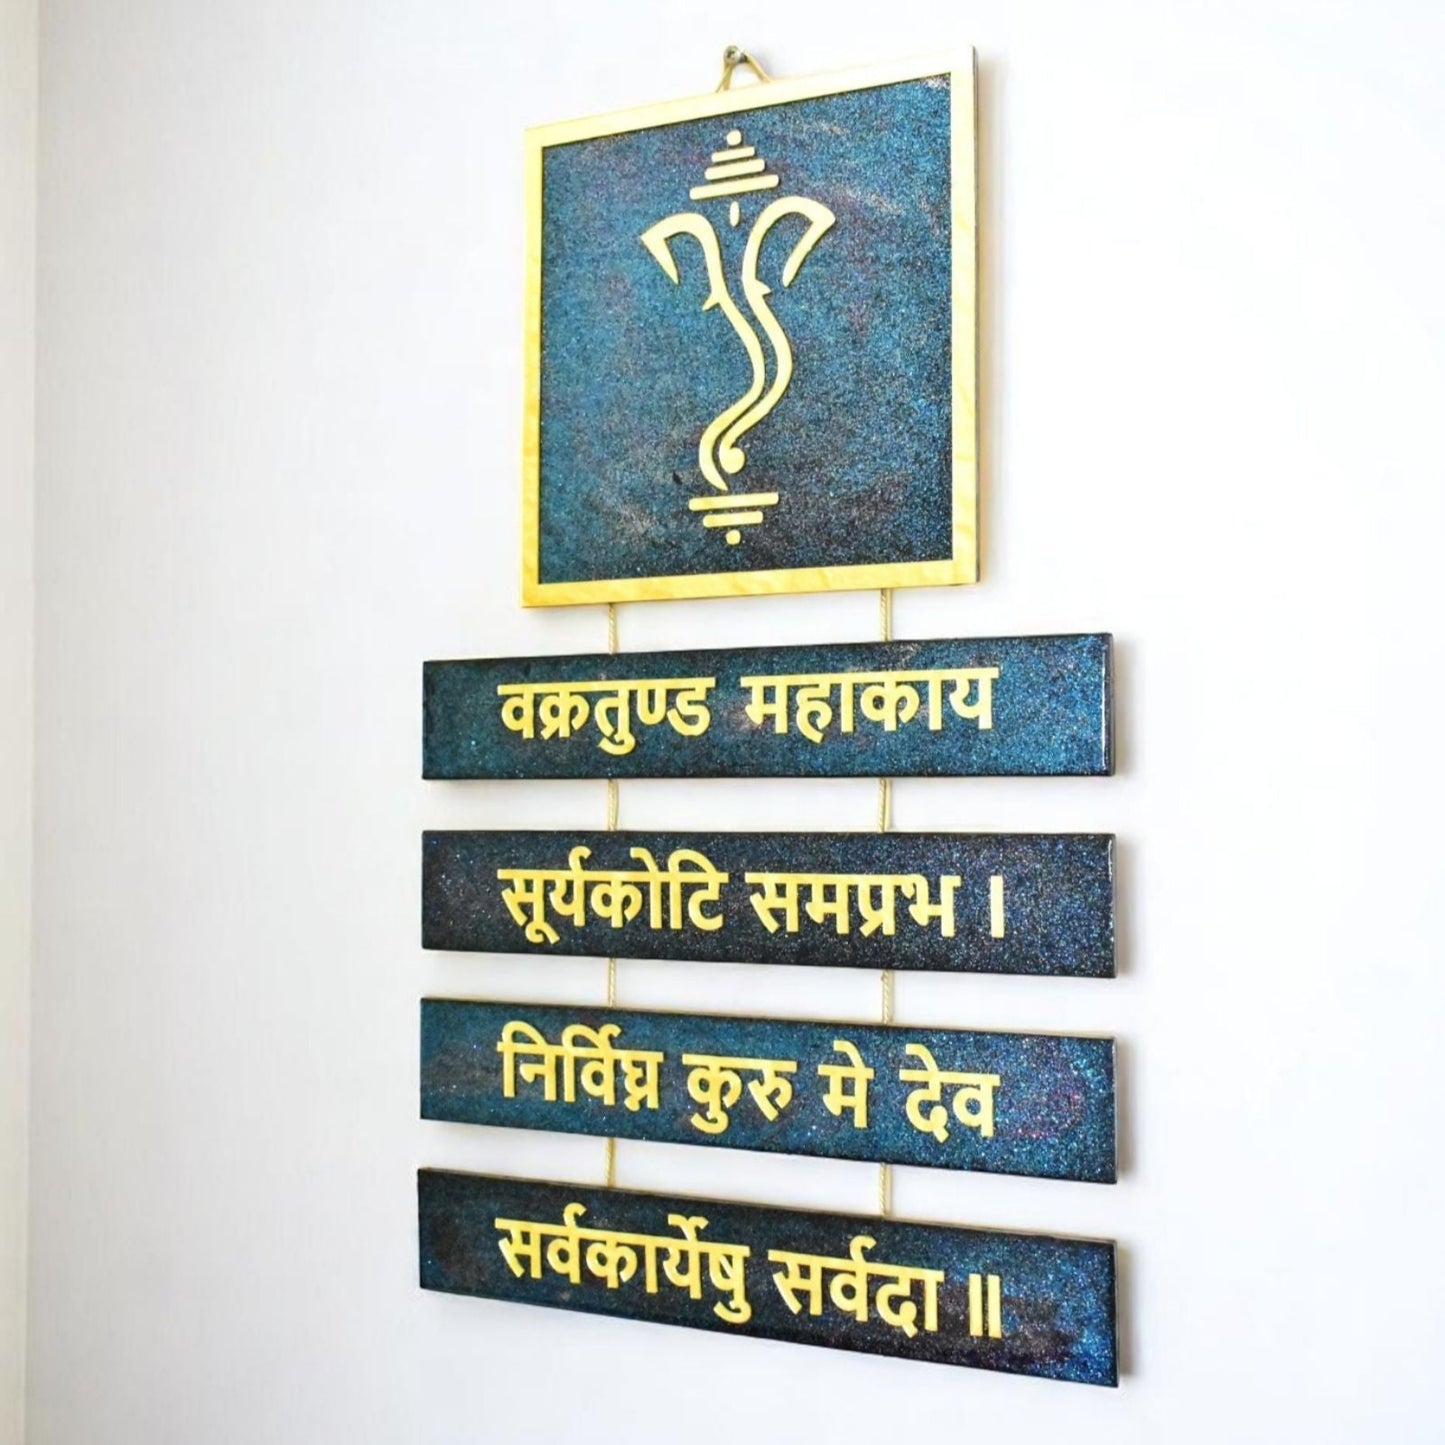 वक्रतुण्ड महाकाय
सूर्यकोटि समप्रभ ।
निर्विघ्न कुरु मे देव
सर्वकार्येषु सर्वदा ॥